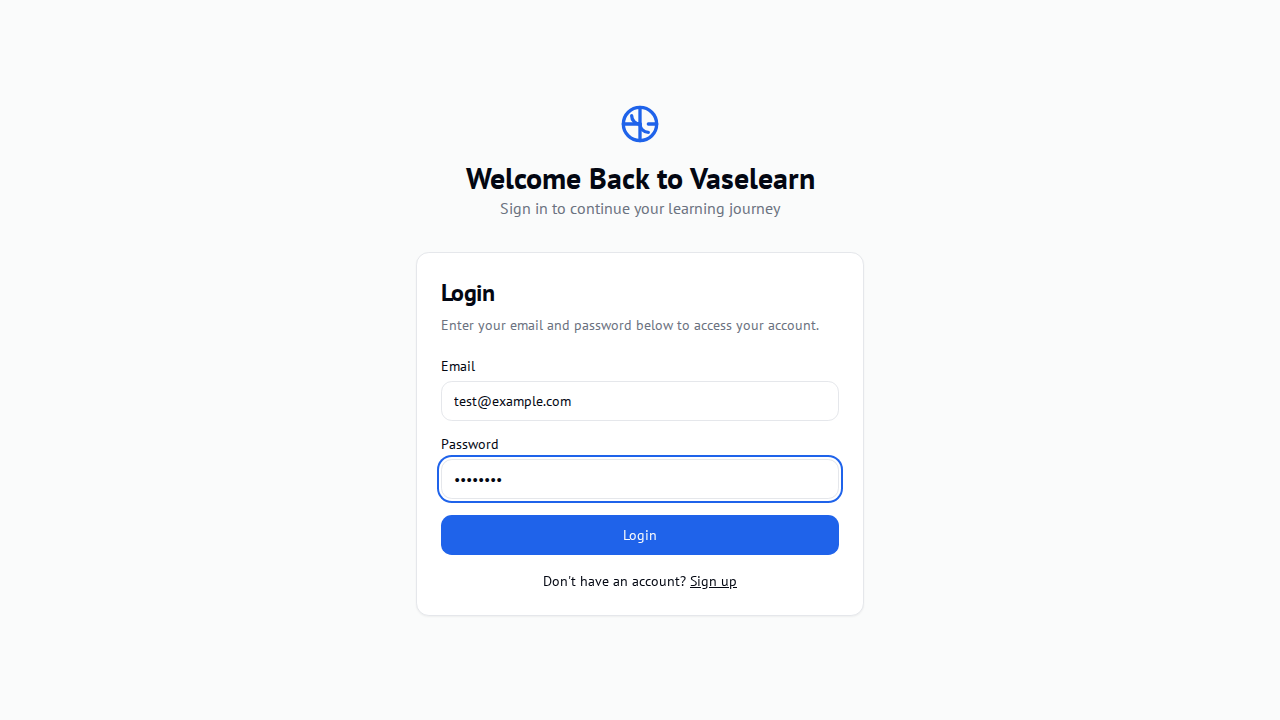 Welcome Back to Vaselearn
Sign in to continue your learning journey
Login
Enter your email and password below to access your account.
Email
test@example.com
Password
••••••••
Login
Don't have an account? Sign up